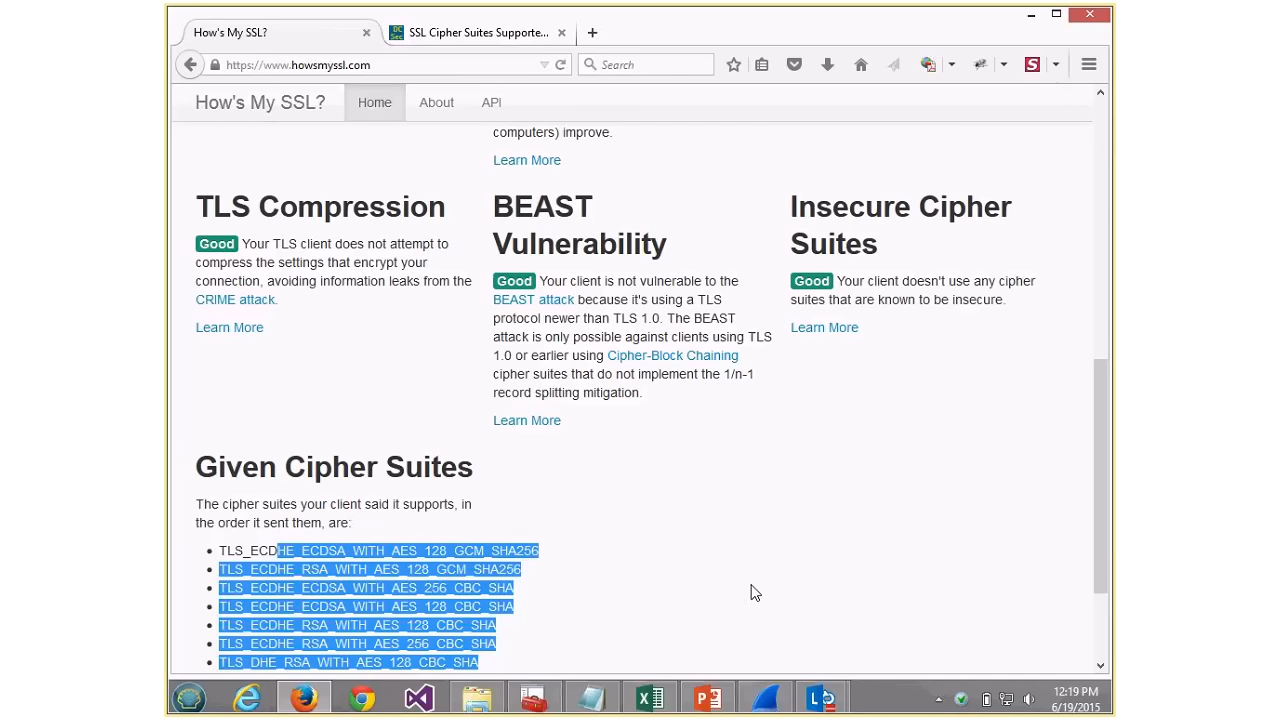 How's My SSL?
SSL Cipher Suites Supporte...
https://www.howsmyssl.com
Search
How's My SSL?
Home
About
API
computers) improve.
Learn More
TLS Compression
Good Your TLS client does not attempt to
compress the settings that encrypt your
connection, avoiding information leaks from the
CRIME attack.
Learn More
BEAST
Vulnerability
Good Your client is not vulnerable to the
BEAST attack because it's using a TLS
protocol newer than TLS 1.0. The BEAST
attack is only possible against clients using TLS
1.0 or earlier using Cipher-Block Chaining
cipher suites that do not implement the 1/n-1
record splitting mitigation.
Learn More
Insecure Cipher
Suites
Good Your client doesn't use any cipher
suites that are known to be insecure.
Learn More
Given Cipher Suites
The cipher suites your client said it supports, in
the order it sent them, are:
TLS_ECDHE_ECDSA_WITH_AES_128_GCM_SHA256
TLS_ECDHE_RSA_WITH_AES_128_GCM_SHA256
TLS_ECDHE_ECDSA_WITH_AES_256_CBC_SHA
TLS_ECDHE_ECDSA_WITH_AES_128_CBC_SHA
TLS_ECDHE_RSA_WITH_AES_128_CBC_SHA
TLS_ECDHE_RSA_WITH_AES_256_CBC_SHA
TLS_DHE_RSA_WITH_AES_128_CBC_SHA
12:19 PM
6/19/2015